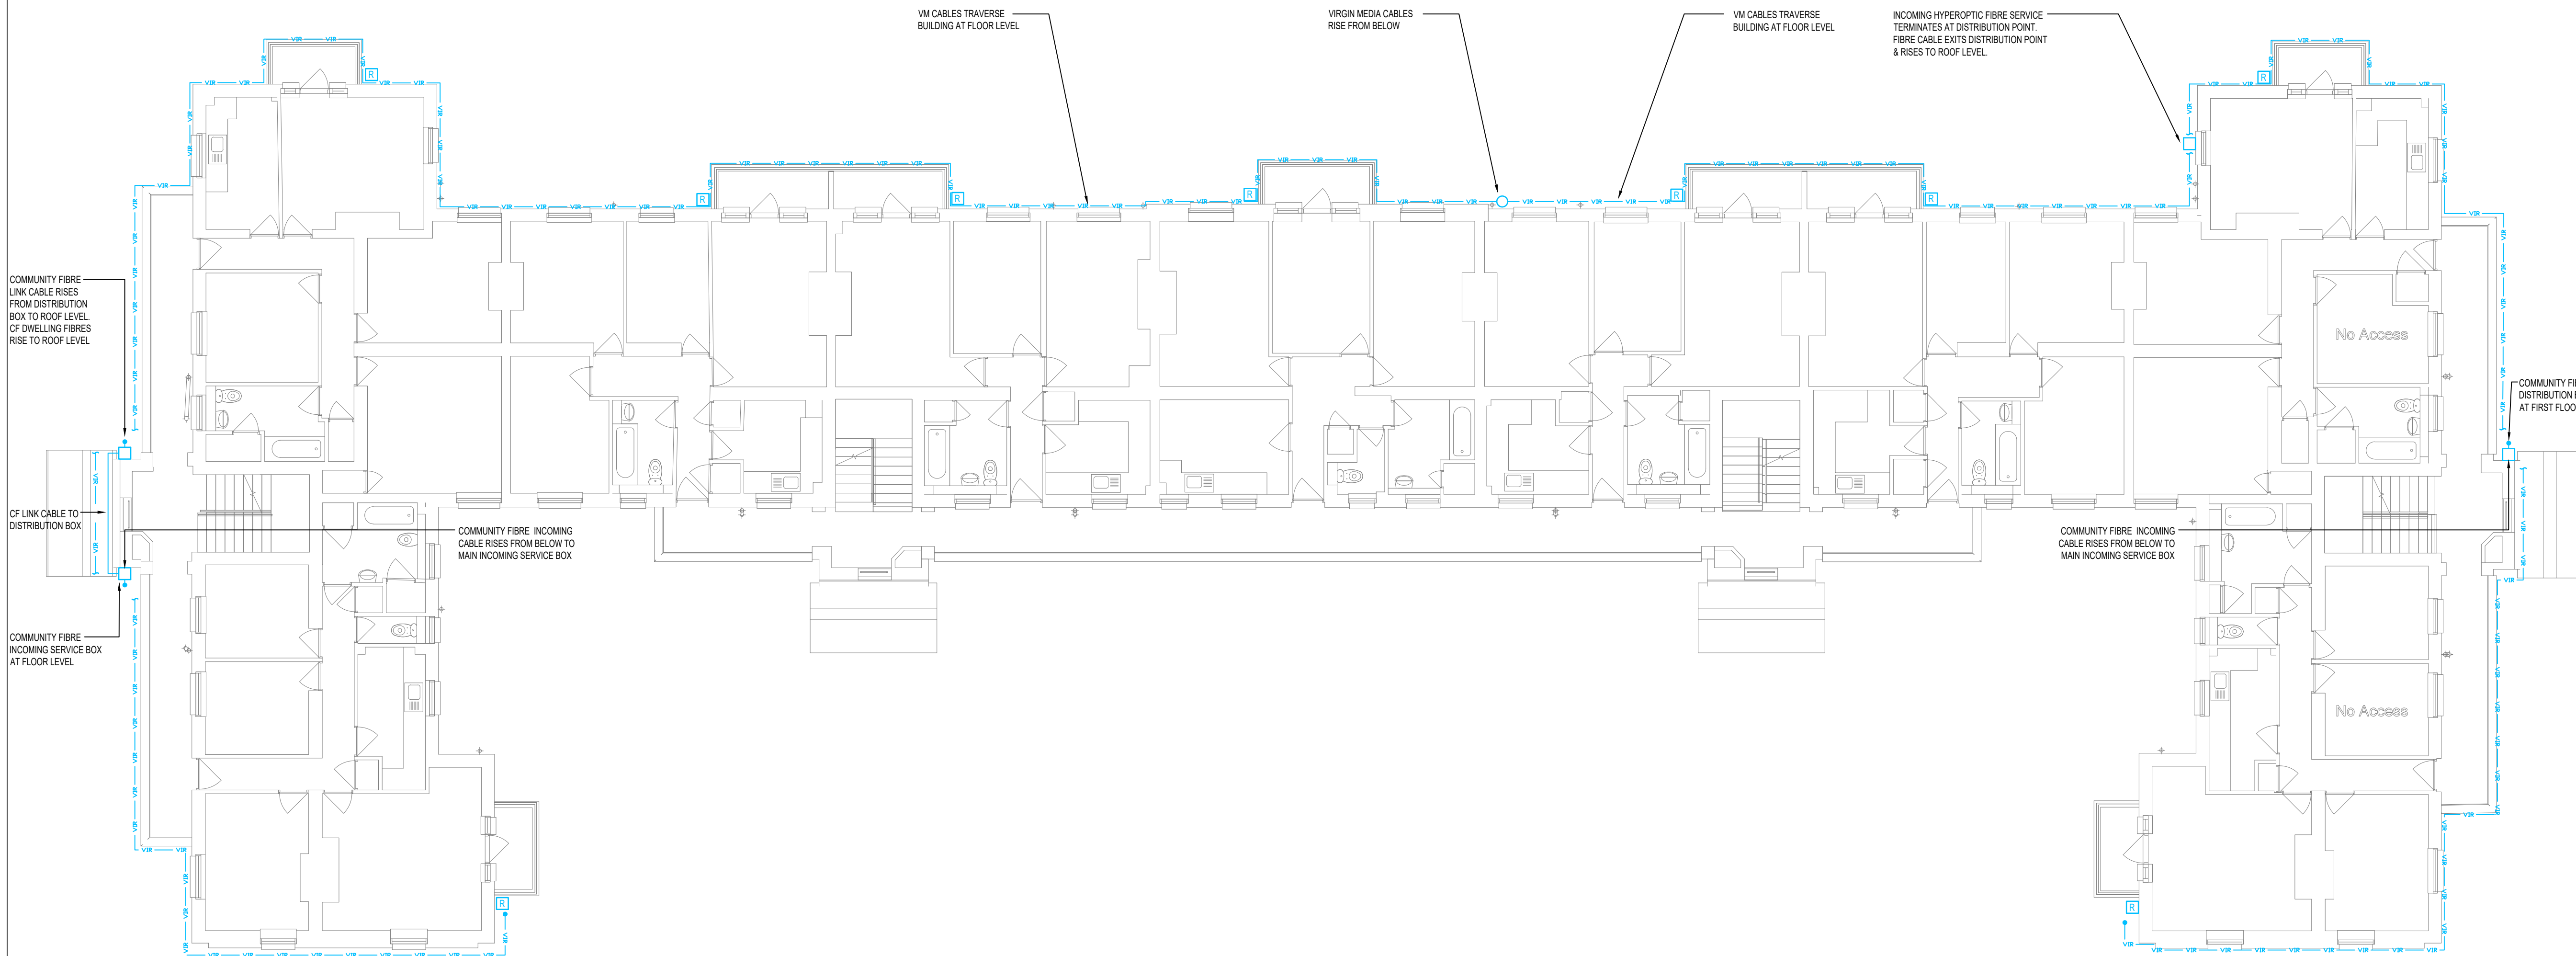 VM CABLES TRAVERSE
BUILDING AT FLOOR LEVEL
VIRGIN MEDIA CABLES
RISE FROM BELOW
VM CABLES TRAVERSE
BUILDING AT FLOOR LEVEL
INCOMING HYPEROPTIC FIBRE SERVICE
TERMINATES AT DISTRIBUTION POINT.
FIBRE CABLE EXITS DISTRIBUTION POINT
& RISES TO ROOF LEVEL.
COMMUNITY FIBRE
LINK CABLE RISES
FROM DISTRIBUTION
BOX TO ROOF LEVEL.
CF DWELLING FIBRES
RISE TO ROOF LEVEL
No Access
COMMUNITY
DISTRIBUTION
AT FIRST
CF LINK CABLE TO
DISTRIBUTION BOX
COMMUNITY FIBRE INCOMING
CABLE RISES FROM BELOW TO
MAIN INCOMING SERVICE BOX
COMMUNITY FIBRE INCOMING
CABLE RISES FROM BELOW TO
MAIN INCOMING SERVICE BOX
COMMUNITY FIBRE
INCOMING SERVICE BOX
AT FLOOR LEVEL
No Access
VIR
R